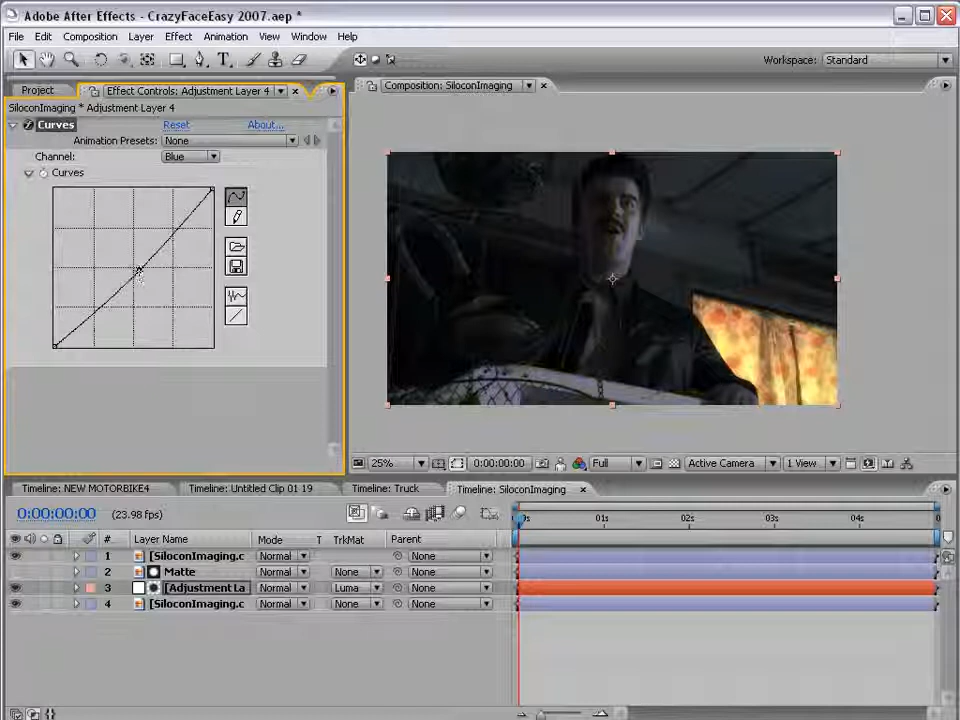 Adobe After Effects - CrazyFaceEasy 2007.aep *
File Edit Composition Layer Effect Animation View Window Help
Workspace: Standard
Project Effect Controls: Adjustment Layer 4
Composition: SiloconImaging
SiloconImaging * Adjustment Layer 4
Curves Reset About...
Animation Presets: None
Channel: Blue
Curves
25% 0:00:00:00 Full Active Camera 1 View
Timeline: NEW MOTORBIKE4 Timeline: Untitled Clip 01 19 Timeline: Truck Timeline: SiloconImaging
0:00:00:00 (23.98 fps)
0s 01s 02s 03s 04s 0
# Layer Name Mode T TrkMat Parent
1 [SiloconImaging.c Normal None
2 Matte Normal None None
3 [Adjustment La Normal Luma None
4 [SiloconImaging.c Normal None None